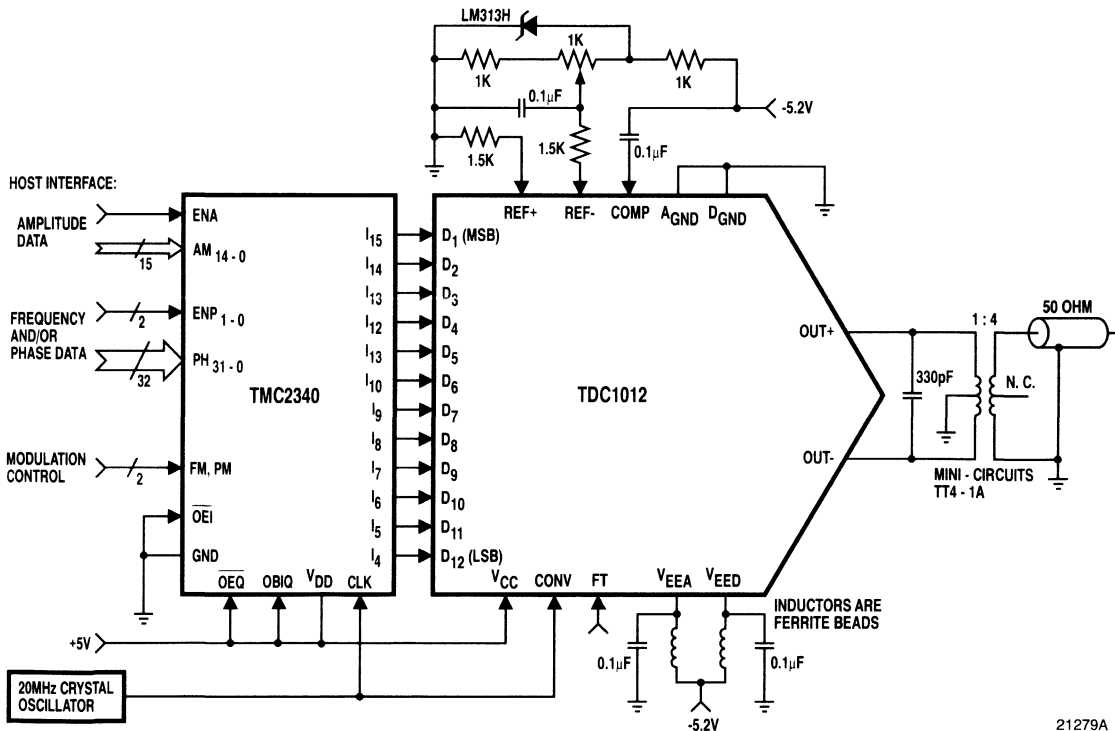 LM313H
1K
1K
1K
0.1µF
-5.2V
1.5K
1.5K
0.1µF
HOST INTERFACE:
AMPLITUDE
DATA
15
FREQUENCY
AND/OR
PHASE DATA
2
32
MODULATION
CONTROL
2
ENA
AM 14 - 0
ENP 1 - 0
PH 31 - 0
FM, PM
OEI
GND
OEQ
OBIQ
VDD
CLK
TMC2340
I15
I14
I13
I12
I13
I10
I9
I8
I7
I6
I5
I4
REF+
REF-
COMP
AGND
DGND
D1 (MSB)
D2
D3
D4
D5
D6
D7
D8
D9
D10
D11
D12 (LSB)
TDC1012
OUT+
OUT-
VCC
CONV
FT
VEEA
VEED
330pF
1 : 4
N. C.
50 OHM
MINI - CIRCUITS
TT4 - 1A
INDUCTORS ARE
FERRITE BEADS
0.1µF
0.1µF
-5.2V
+5V
20MHz CRYSTAL
OSCILLATOR
21279A